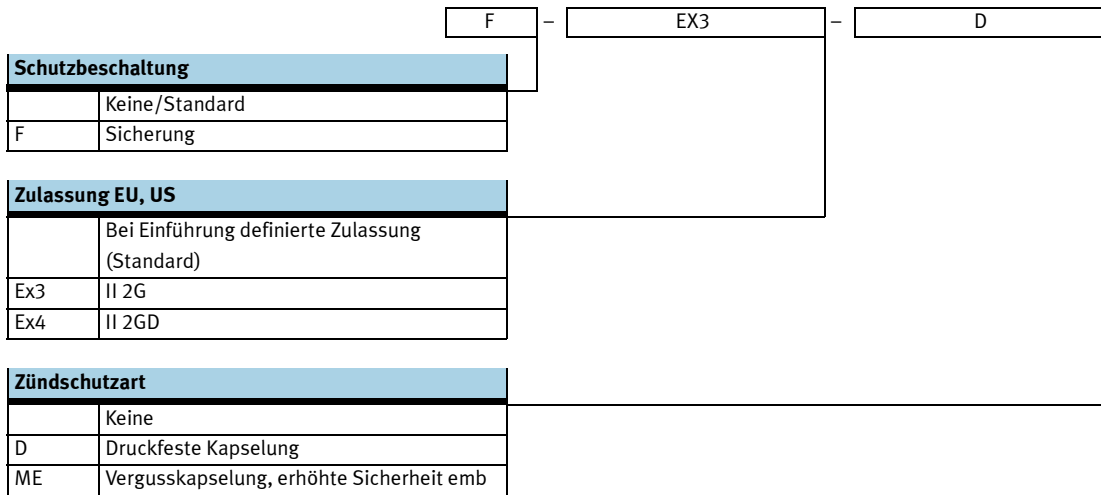 F – EX3 – D
Schutzbeschaltung
Keine/Standard
F Sicherung
Zulassung EU, US
Bei Einführung definierte Zulassung
(Standard)
Ex3 II 2G
Ex4 II 2GD
Zündschutzart
Keine
D Druckfeste Kapselung
ME Vergusskapselung, erhöhte Sicherheit emb